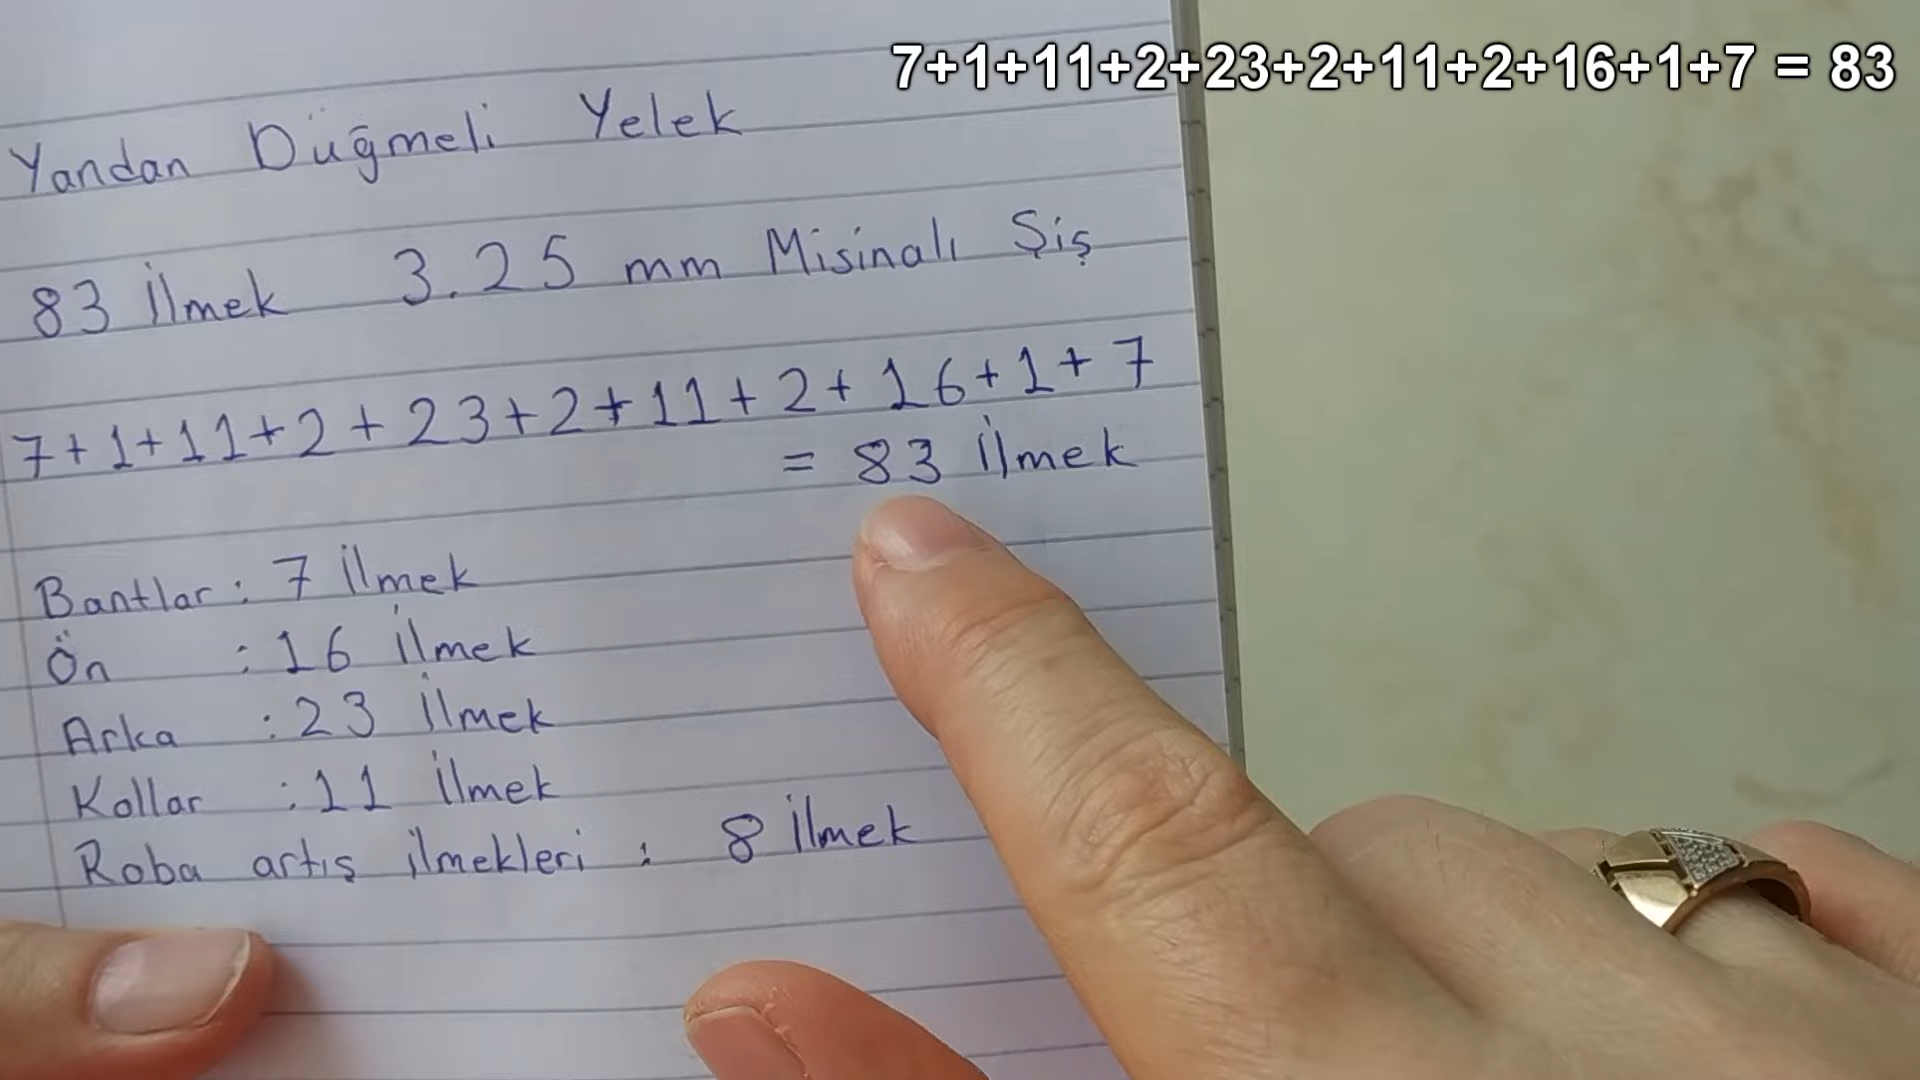 7+1+11+2+23+2+11+2+16+1+7 = 83
Yandan Düğmeli Yelek
83 İlmek 3.25 mm Misinalı Şiş
7+1+11+2+23+2+11+2+16+1+7
= 83 İlmek
Bantlar : 7 İlmek
Ön : 16 İlmek
Arka : 23 İlmek
Kollar : 11 İlmek
Roba artış ilmekleri : 8 İlmek